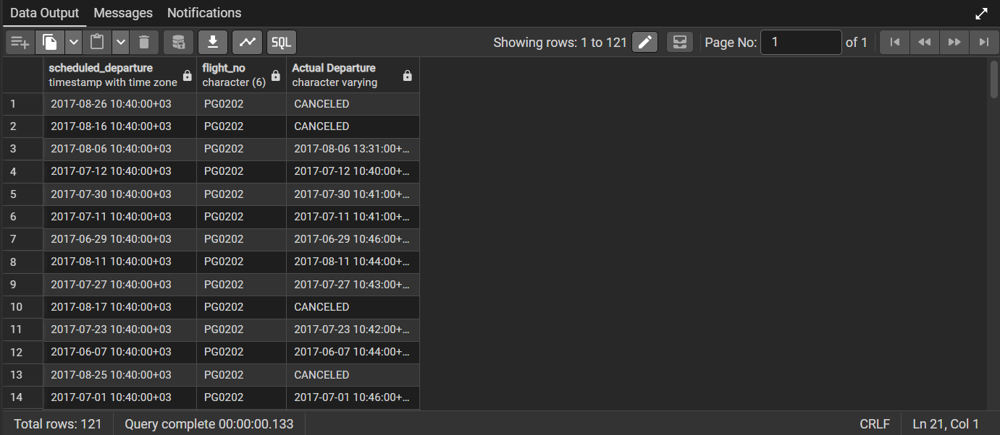 Data Output Messages Notifications
SQL Showing rows: 1 to 121 Page No: 1 of 1
scheduled_departure flight_no Actual Departure
timestamp with time zone character (6) character varying
1 2017-08-26 10:40:00+03 PG0202 CANCELED
2 2017-08-16 10:40:00+03 PG0202 CANCELED
3 2017-08-06 10:40:00+03 PG0202 2017-08-06 13:31:00+...
4 2017-07-12 10:40:00+03 PG0202 2017-07-12 10:40:00+...
5 2017-07-30 10:40:00+03 PG0202 2017-07-30 10:41:00+...
6 2017-07-11 10:40:00+03 PG0202 2017-07-11 10:41:00+...
7 2017-06-29 10:40:00+03 PG0202 2017-06-29 10:46:00+...
8 2017-08-11 10:40:00+03 PG0202 2017-08-11 10:44:00+...
9 2017-07-27 10:40:00+03 PG0202 2017-07-27 10:43:00+...
10 2017-08-17 10:40:00+03 PG0202 CANCELED
11 2017-07-23 10:40:00+03 PG0202 2017-07-23 10:42:00+...
12 2017-06-07 10:40:00+03 PG0202 2017-06-07 10:44:00+...
13 2017-08-25 10:40:00+03 PG0202 CANCELED
14 2017-07-01 10:40:00+03 PG0202 2017-07-01 10:46:00+...
Total rows: 121 Query complete 00:00:00.133 CRLF Ln 21, Col 1